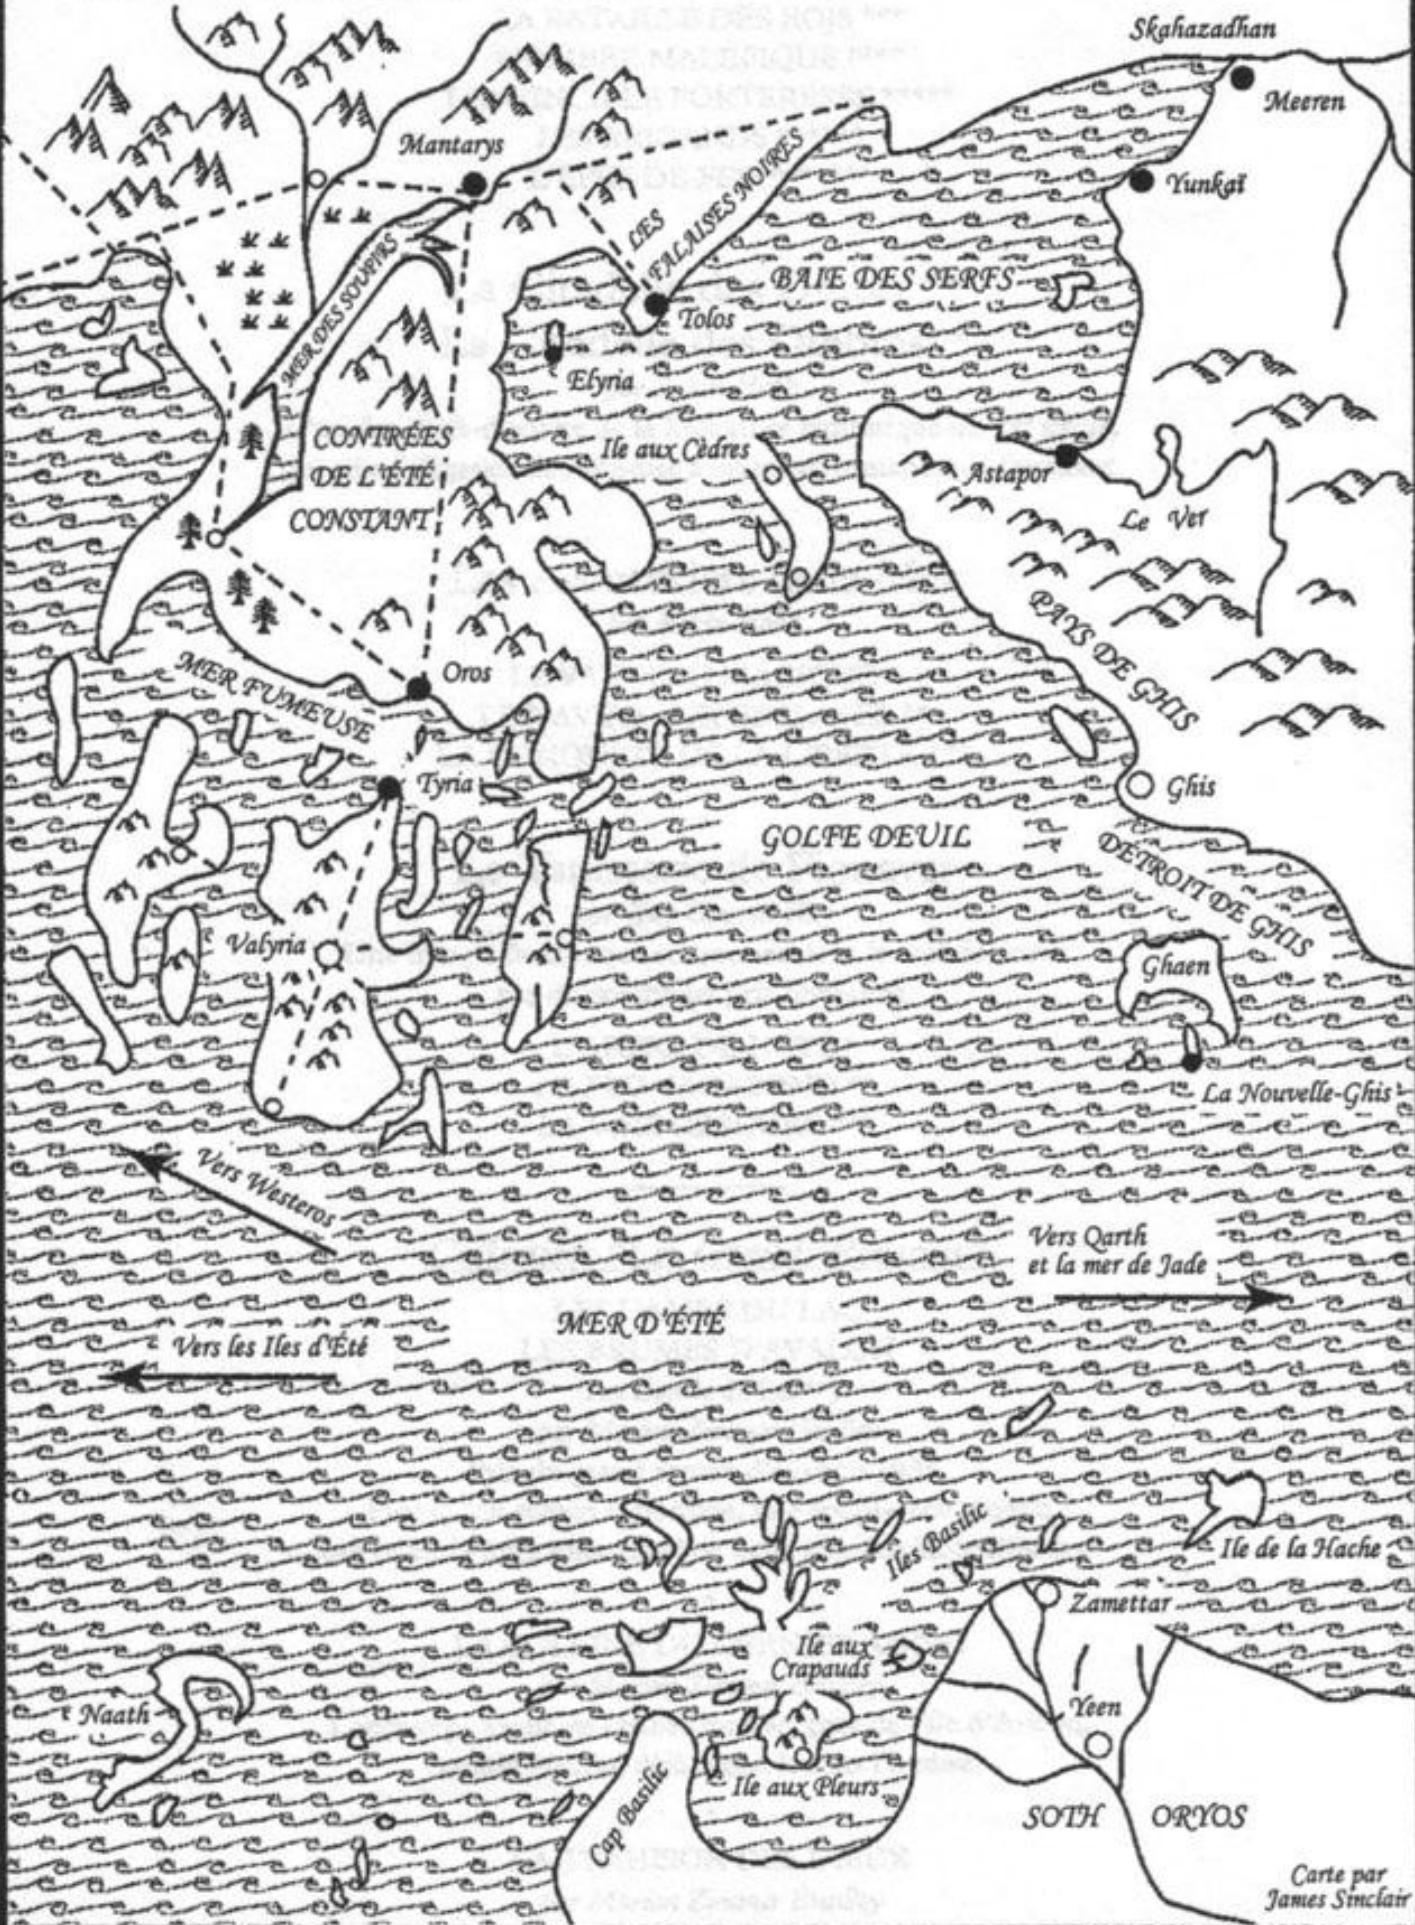 Skahazadhan
Meeren
Mantarys
Yunkaï
LES
FALAISES NOIRES
MER DES SOUPIRS
BAIE DES SERFS
Tolos
Elyria
CONTRÉES
DE L'ÉTÉ
CONSTANT
Ile aux Cèdres
Astapor
Le Ver
PAYS DE GHIS
Oros
MER FUMEUSE
Tyria
Ghis
GOLFE DEUIL
DÉTROIT DE GHIS
Valyria
Ghaen
La Nouvelle-Ghis
Vers Westeros
Vers Qarth
et la mer de Jade
MER D'ÉTÉ
Vers les Iles d'Été
Iles Basilic
Ile de la Hache
Zamettar
Ile aux
Crapauds
Naath
Yeen
Ile aux Pleurs
Cap Basilic
SOTH ORYOS
Carte par
James Sinclair